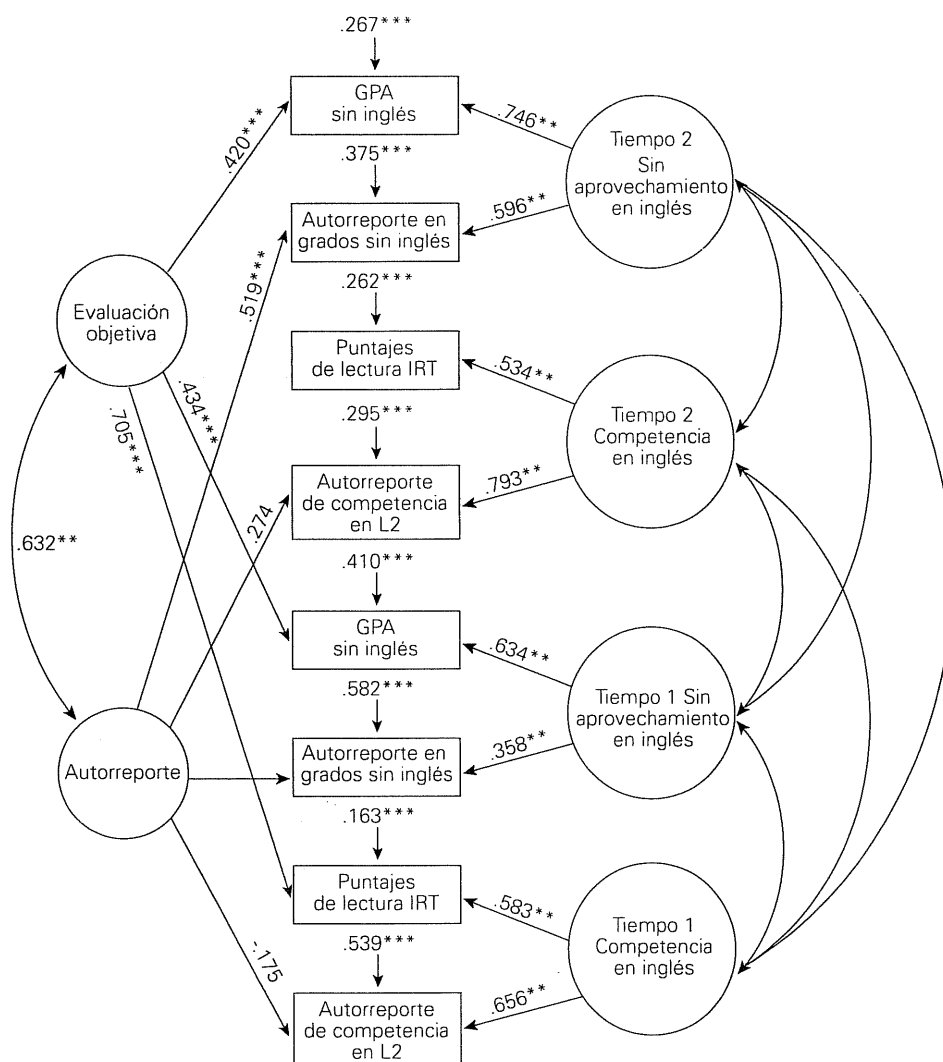 .267***
GPA
sin inglés
.420***
.746**
Tiempo 2
Sin
aprovechamiento
en inglés
.375***
Autorreporte en
grados sin inglés
.596**
.519***
Evaluación
objetiva
.262***
Puntajes
de lectura IRT
.534**
.434***
.705***
.295***
Tiempo 2
Competencia
en inglés
Autorreporte
de competencia
en L2
.793**
.274
.632**
.410***
GPA
sin inglés
.634**
.582***
Tiempo 1 Sin
aprovechamiento
en inglés
Autorreporte en
grados sin inglés
.358**
Autorreporte
.163***
Puntajes
de lectura IRT
.583**
Tiempo 1
Competencia
en inglés
.539***
-.175
Autorreporte
de competencia
en L2
.656**